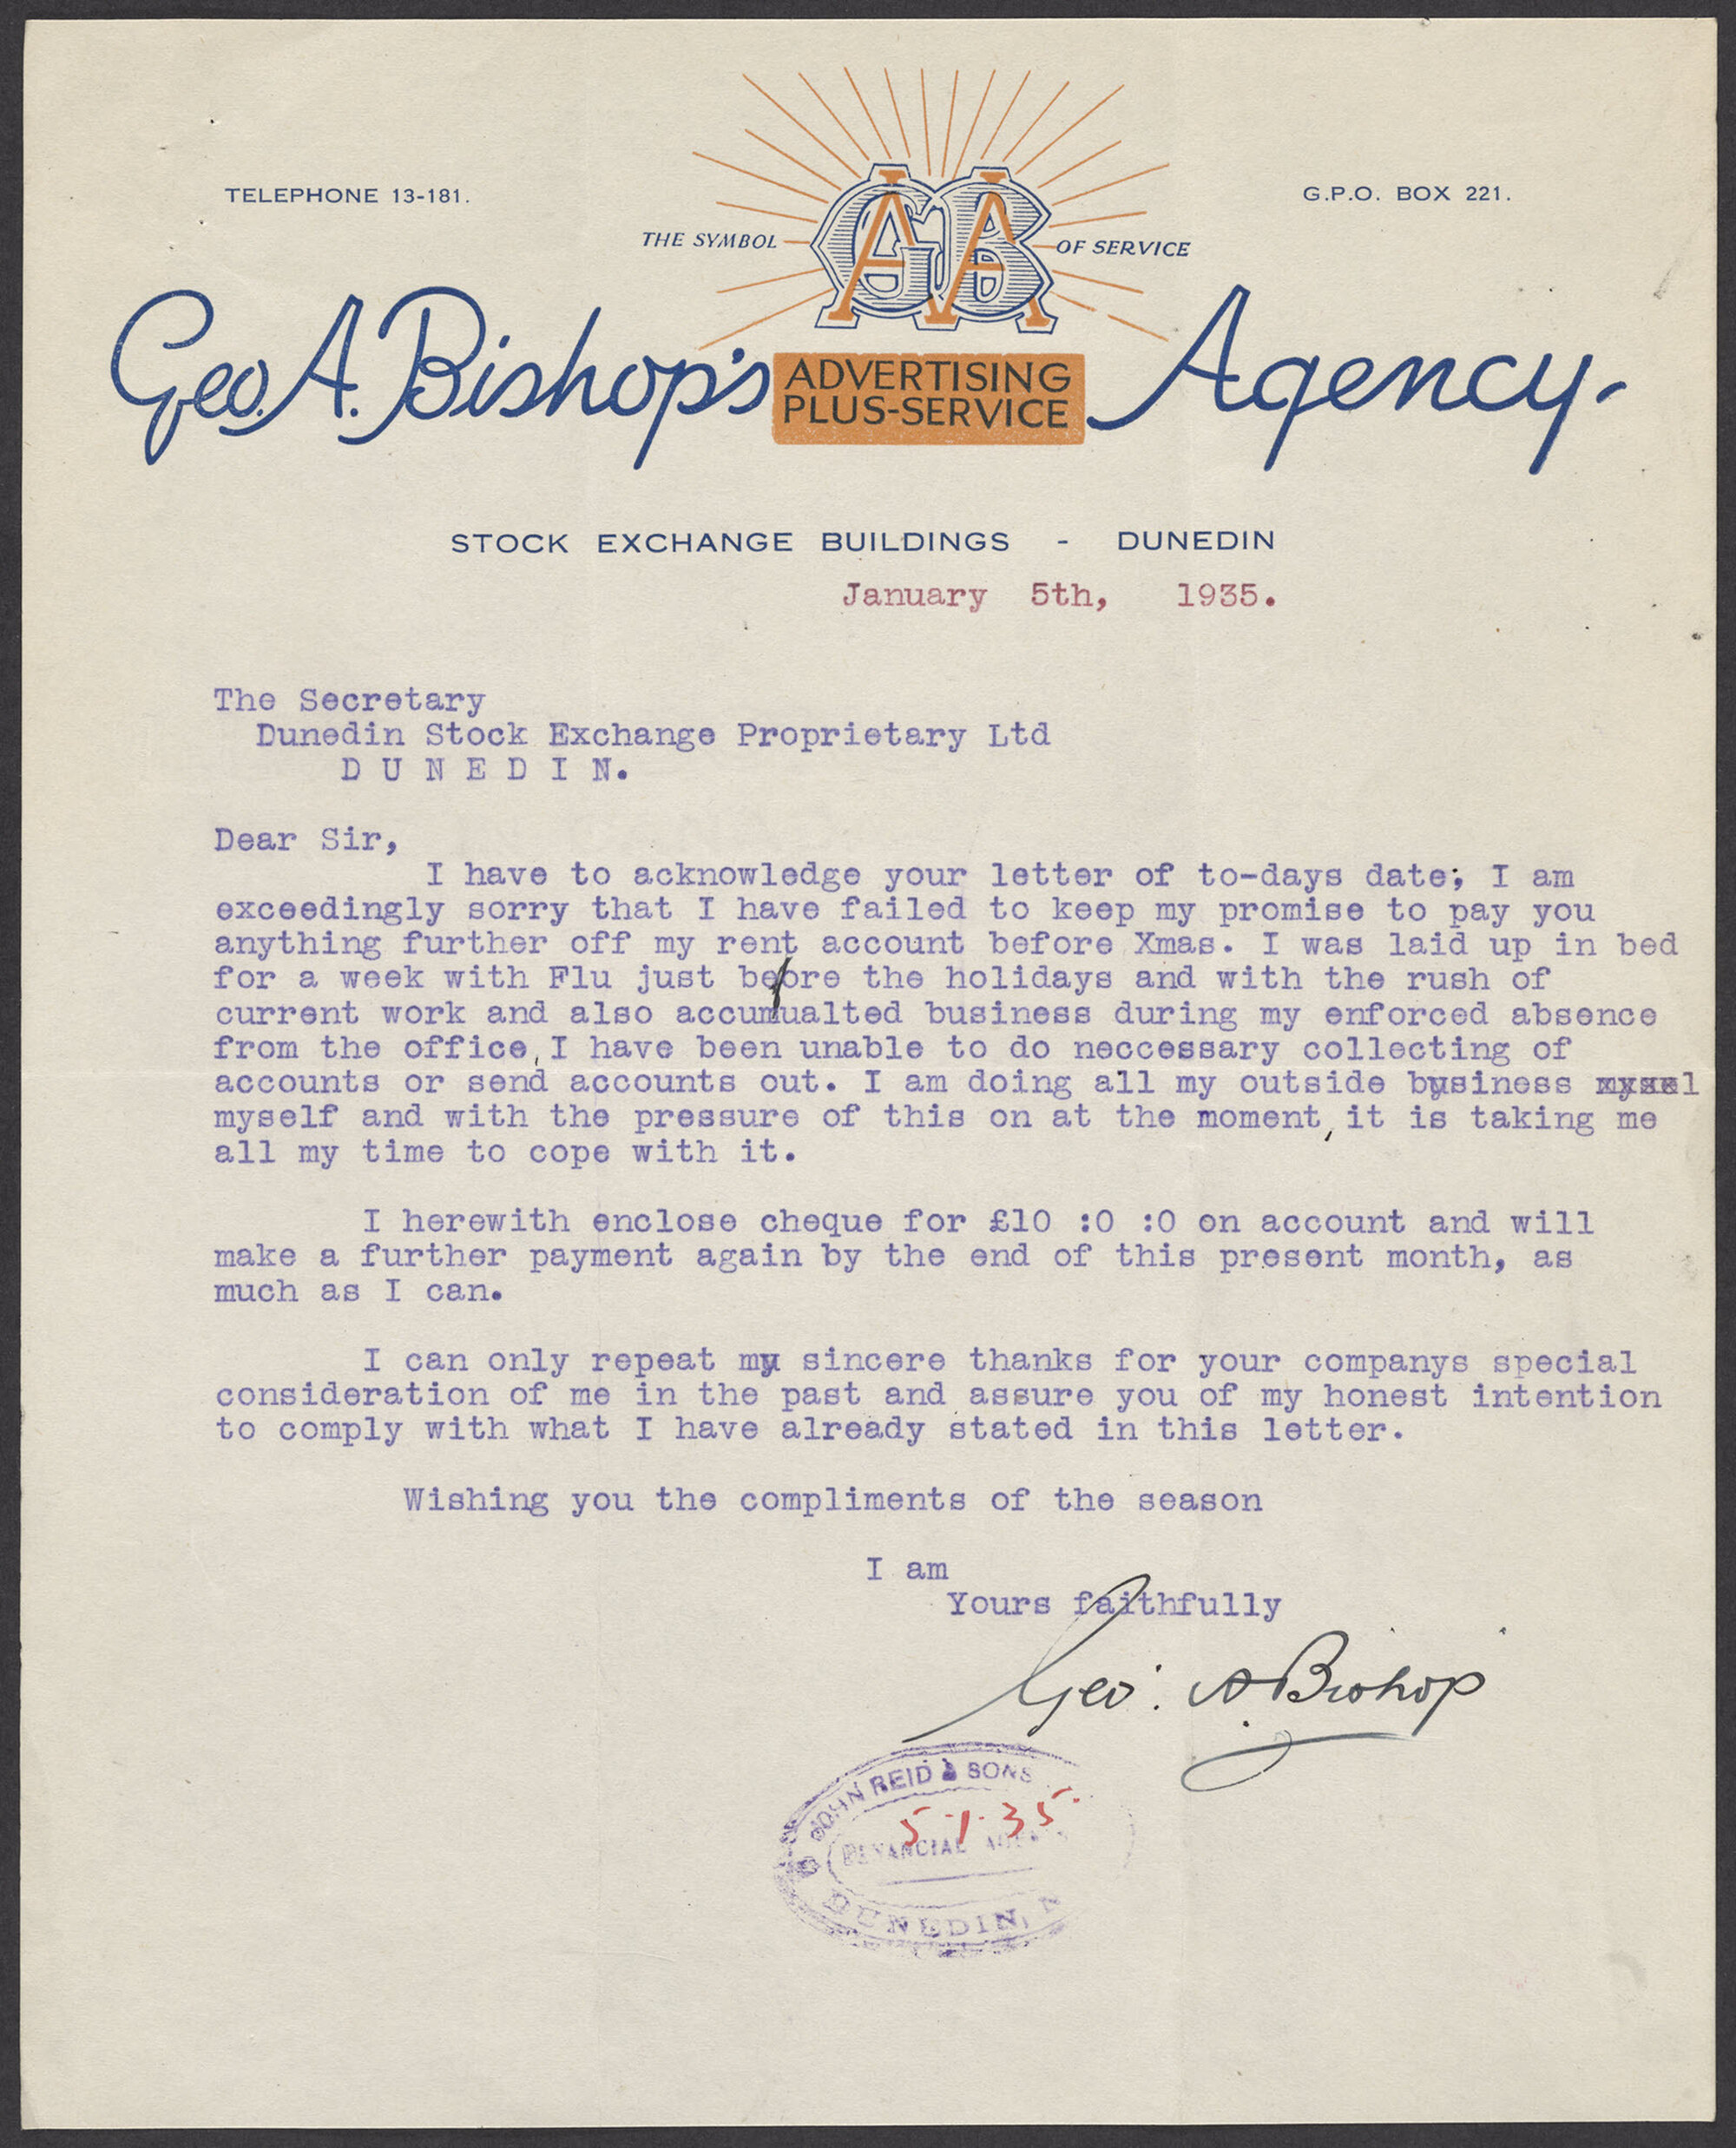 TELEPHONE 13-181.
G.P.O. BOX 221.
THE SYMBOL
OF SERVICE
GAB
Geo. A. Bishop's ADVERTISING PLUS-SERVICE Agency.
STOCK EXCHANGE BUILDINGS - DUNEDIN
January 5th, 1935.
The Secretary
Dunedin Stock Exchange Proprietary Ltd
D U N E D I N.
Dear Sir,
I have to acknowledge your letter of to-days date; I am
exceedingly sorry that I have failed to keep my promise to pay you
anything further off my rent account before Xmas. I was laid up in bed
for a week with Flu just before the holidays and with the rush of
current work and also accumualted business during my enforced absence
from the office, I have been unable to do neccessary collecting of
accounts or send accounts out. I am doing all my outside business
myself and with the pressure of this on at the moment, it is taking me
all my time to cope with it.
I herewith enclose cheque for £10 :0 :0 on account and will
make a further payment again by the end of this present month, as
much as I can.
I can only repeat my sincere thanks for your companys special
consideration of me in the past and assure you of my honest intention
to comply with what I have already stated in this letter.
Wishing you the compliments of the season
I am
Yours faithfully
Geo. A. Bishop
JOHN REID & SONS
5-1-35.
FINANCIAL AGENTS
DUNEDIN,